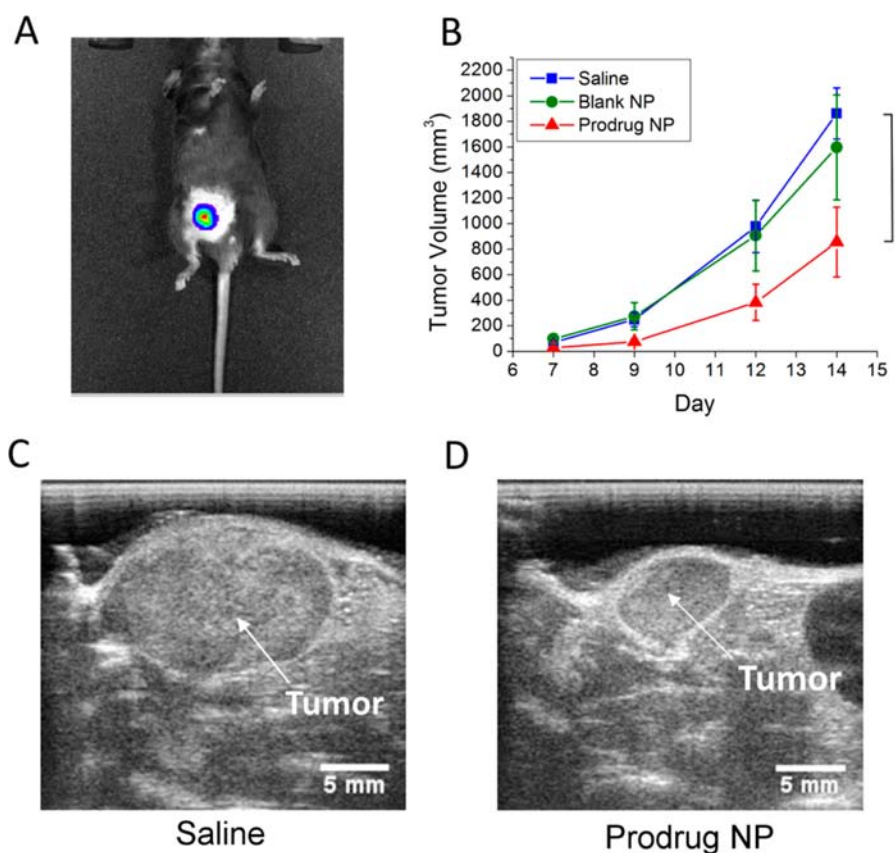 A
B
Saline
Blank NP
Prodrug NP
Tumor Volume (mm³)
2200
2000
1800
1600
1400
1200
1000
800
600
400
200
0
6 7 8 9 10 11 12 13 14 15
Day
C
D
Tumor
5 mm
Saline
Tumor
5 mm
Prodrug NP